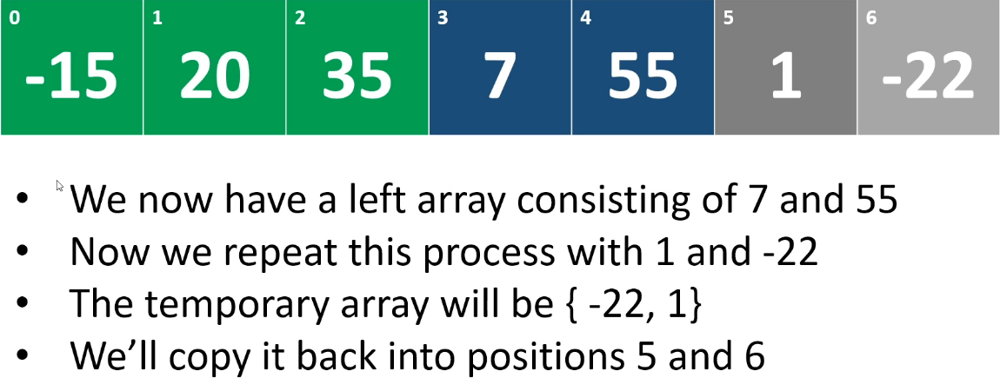 0 1 2 3 4 5 6
-15 20 35 7 55 1 -22
• We now have a left array consisting of 7 and 55
• Now we repeat this process with 1 and -22
• The temporary array will be { -22, 1}
• We’ll copy it back into positions 5 and 6